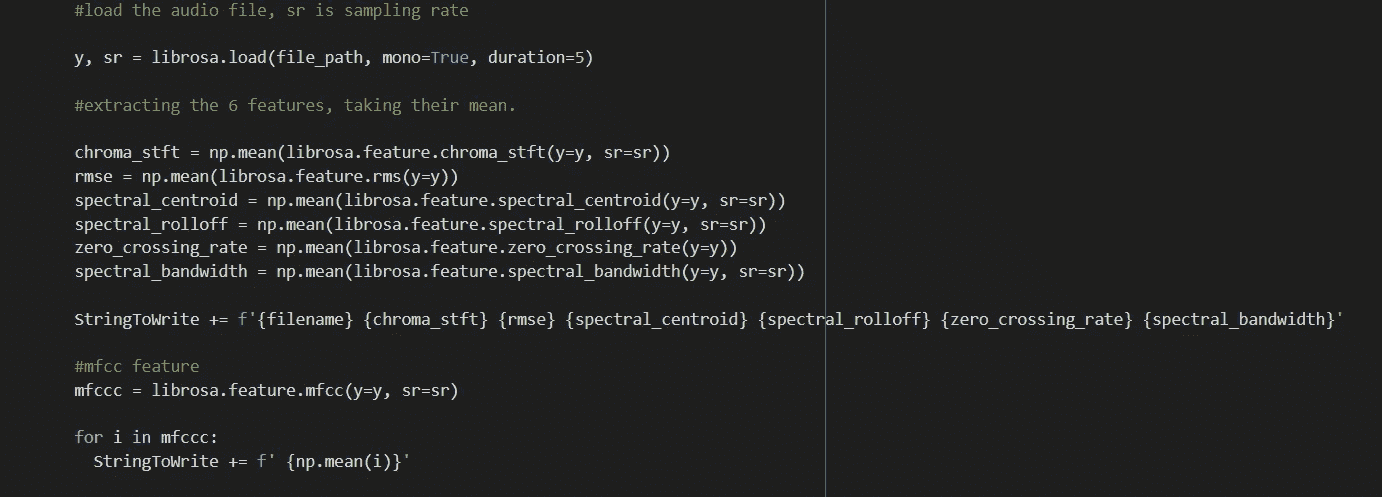 #load the audio file, sr is sampling rate
y, sr = librosa.load(file_path, mono=True, duration=5)
#extracting the 6 features, taking their mean.
chroma_stft = np.mean(librosa.feature.chroma_stft(y=y, sr=sr))
rmse = np.mean(librosa.feature.rms(y=y))
spectral_centroid = np.mean(librosa.feature.spectral_centroid(y=y, sr=sr))
spectral_rolloff = np.mean(librosa.feature.spectral_rolloff(y=y, sr=sr))
zero_crossing_rate = np.mean(librosa.feature.zero_crossing_rate(y=y))
spectral_bandwidth = np.mean(librosa.feature.spectral_bandwidth(y=y, sr=sr))
StringToWrite += f'{filename} {chroma_stft} {rmse} {spectral_centroid} {spectral_rolloff} {zero_crossing_rate} {spectral_bandwidth}'
#mfcc feature
mfccc = librosa.feature.mfcc(y=y, sr=sr)
for i in mfccc:
  StringToWrite += f' {np.mean(i)}'